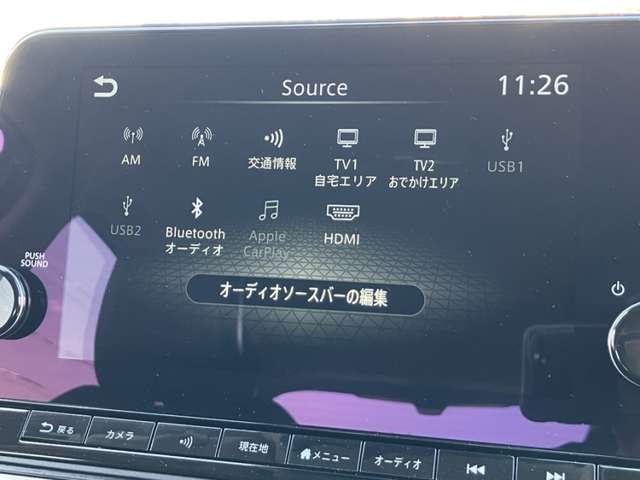 Source
11:26
AM
FM
交通情報
TV1
自宅エリア
TV2
おでかけエリア
USB1
USB2
Bluetooth
オーディオ
Apple
CarPlay
HDMI
オーディオソースバーの編集
PUSH
SOUND
戻る
カメラ
現在地
メニュー
オーディオ